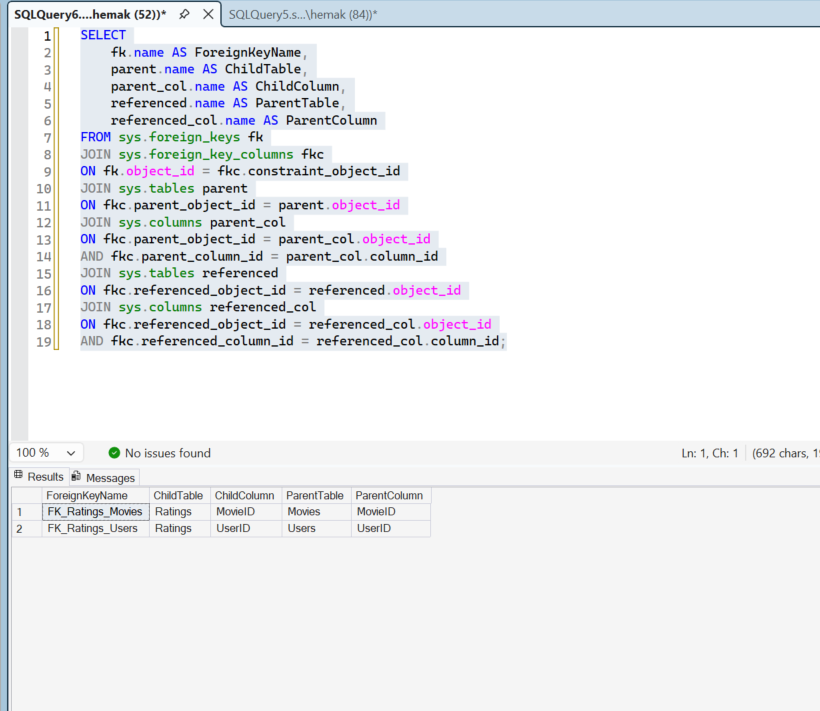 SQLQuery6....hemak (52))* SQLQuery5.s...\hemak (84))*
1 SELECT
2 fk.name AS ForeignKeyName,
3 parent.name AS ChildTable,
4 parent_col.name AS ChildColumn,
5 referenced.name AS ParentTable,
6 referenced_col.name AS ParentColumn
7 FROM sys.foreign_keys fk
8 JOIN sys.foreign_key_columns fkc
9 ON fk.object_id = fkc.constraint_object_id
10 JOIN sys.tables parent
11 ON fkc.parent_object_id = parent.object_id
12 JOIN sys.columns parent_col
13 ON fkc.parent_object_id = parent_col.object_id
14 AND fkc.parent_column_id = parent_col.column_id
15 JOIN sys.tables referenced
16 ON fkc.referenced_object_id = referenced.object_id
17 JOIN sys.columns referenced_col
18 ON fkc.referenced_object_id = referenced_col.object_id
19 AND fkc.referenced_column_id = referenced_col.column_id;
100 % No issues found Ln: 1, Ch: 1 (692 chars,
Results Messages
ForeignKeyName ChildTable ChildColumn ParentTable ParentColumn
1 FK_Ratings_Movies Ratings MovieID Movies MovieID
2 FK_Ratings_Users Ratings UserID Users UserID